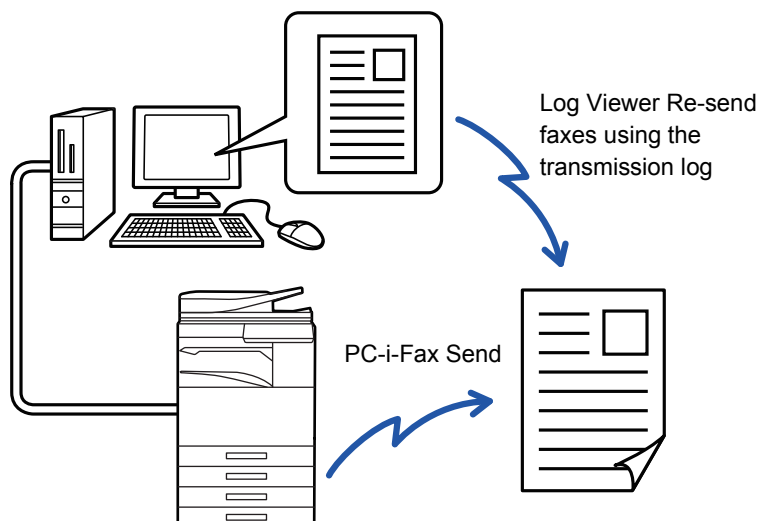 Log Viewer Re-send
faxes using the
transmission log
PC-i-Fax Send